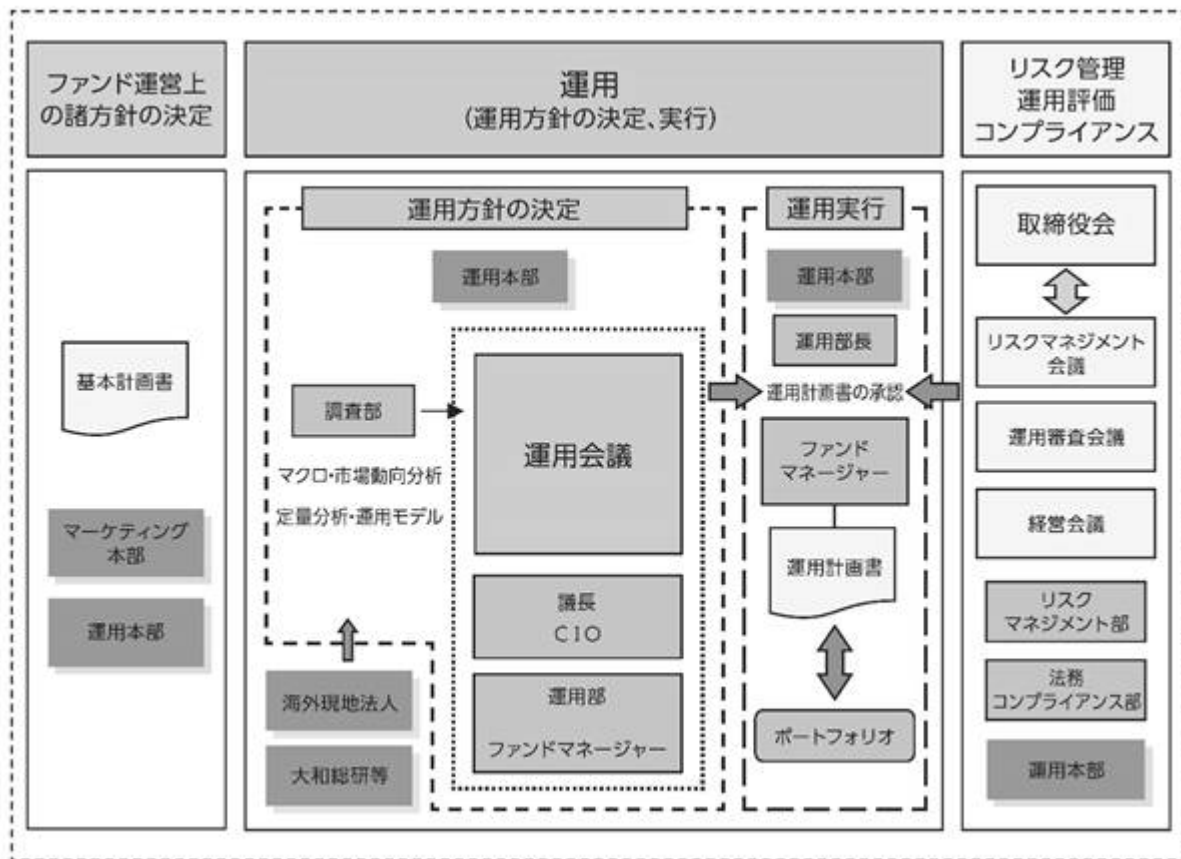 ファンド運営上
の諸方針の決定
運用
(運用方針の決定、実行)
リスク管理
運用評価
コンプライアンス
基本計画書
マーケティング
本部
運用本部
運用方針の決定
運用本部
調査部
マクロ・市場動向分析
定量分析・運用モデル
運用会議
議長
CIO
運用部
ファンドマネージャー
海外現地法人
大和総研等
運用実行
運用本部
運用部長
運用計画書の承認
ファンド
マネージャー
運用計画書
ポートフォリオ
取締役会
リスクマネジメント
会議
運用審査会議
経営会議
リスク
マネジメント部
法務
コンプライアンス部
運用本部